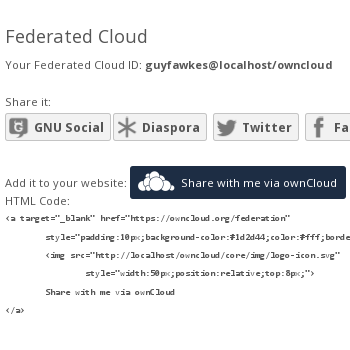 Federated Cloud
Your Federated Cloud ID: guyfawkes@localhost/owncloud
Share it:
GNU Social Diaspora Twitter Fa
Add it to your website: Share with me via ownCloud
HTML Code:
<a target="_blank" href="https://owncloud.org/federation"
style="padding:10px;background-color:#1d2d44;color:#fff;borde
<img src="http://localhost/owncloud/core/img/logo-icon.svg"
style="width:50px;position:relative;top:8px;">
Share with me via ownCloud
</a>